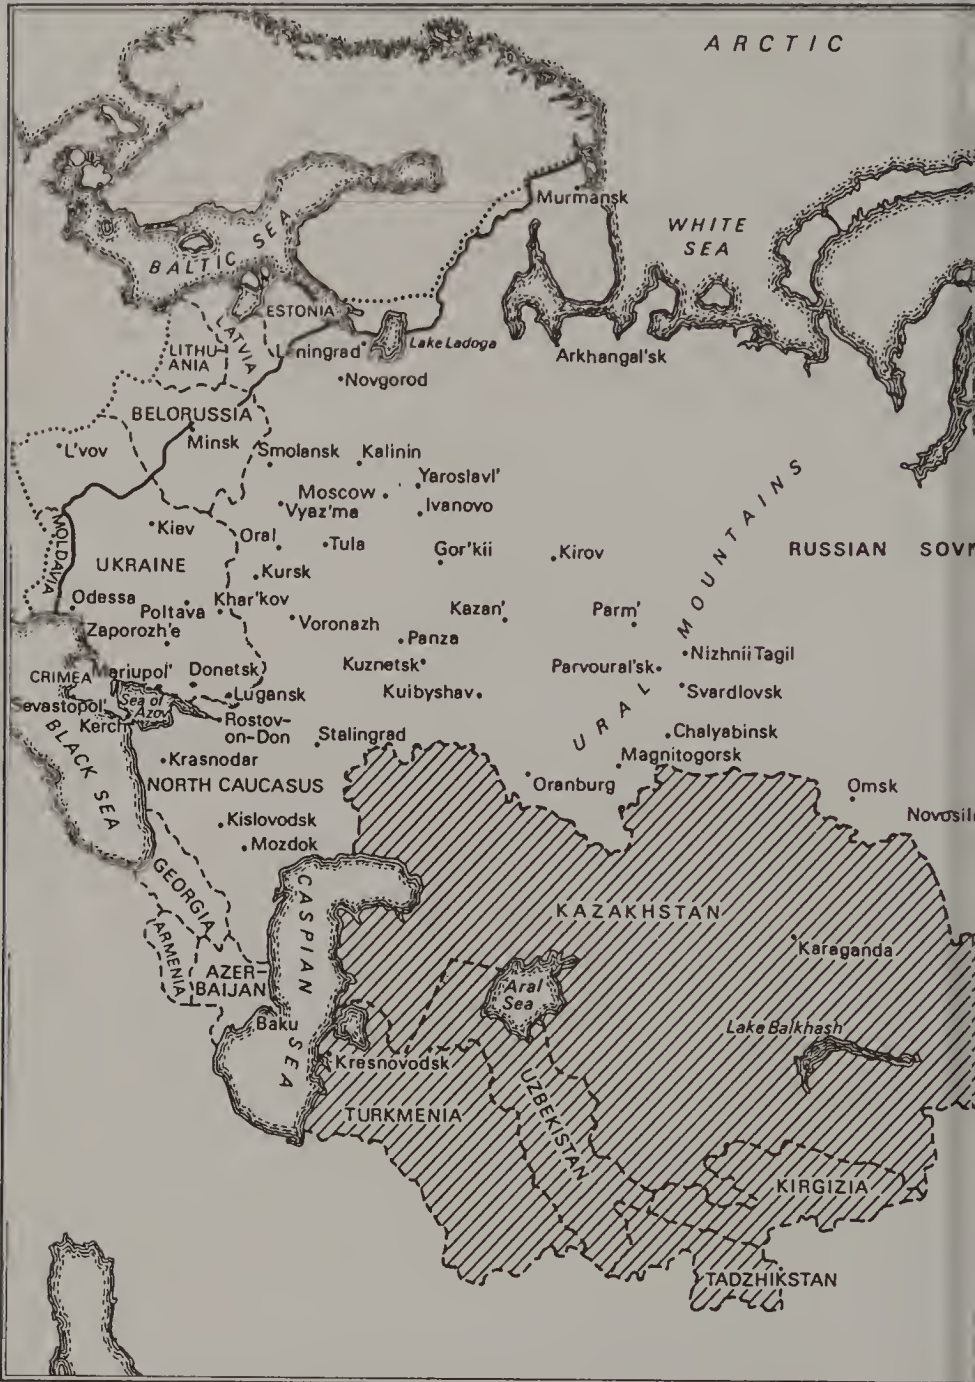 ARCTIC
Murmansk
WHITE
SEA
BALTIC SEA
ESTONIA
LATVIA
LITHU-
ANIA
Leningrad
Lake Ladoga
Arkhangal'sk
Novgorod
BELORUSSIA
Minsk
L'vov
Smolansk
Kalinin
Yaroslavl'
Moscow
Vyaz'ma
Ivanovo
Kiev
MOLDAVIA
Oral
Tula
Gor'kii
Kirov
RUSSIAN
UKRAINE
Kursk
URAL MOUNTAINS
Odessa
Poltava
Khar'kov
Voronazh
Kazan'
Parm'
Zaporozh'e
Panza
Nizhnii Tagil
Kuznetsk
Parvoural'sk
CRIMEA
Mariupol'
Donetsk
Lugansk
Kuibyshav
Svardlovsk
Sevastopol'
Sea of
Azov
Kerch
Rostov-
on-Don
Stalingrad
Chalyabinsk
BLACK SEA
Krasnodar
Magnitogorsk
NORTH CAUCASUS
Oranburg
Omsk
Kislovodsk
Mozdok
GEORGIA
CASPIAN SEA
KAZAKHSTAN
ARMENIA
Karaganda
AZER-
BAIJAN
Aral
Sea
Baku
Lake Balkhash
Kresnovodsk
TURKMENIA
UZBEKISTAN
KIRGIZIA
TADZHIKSTAN